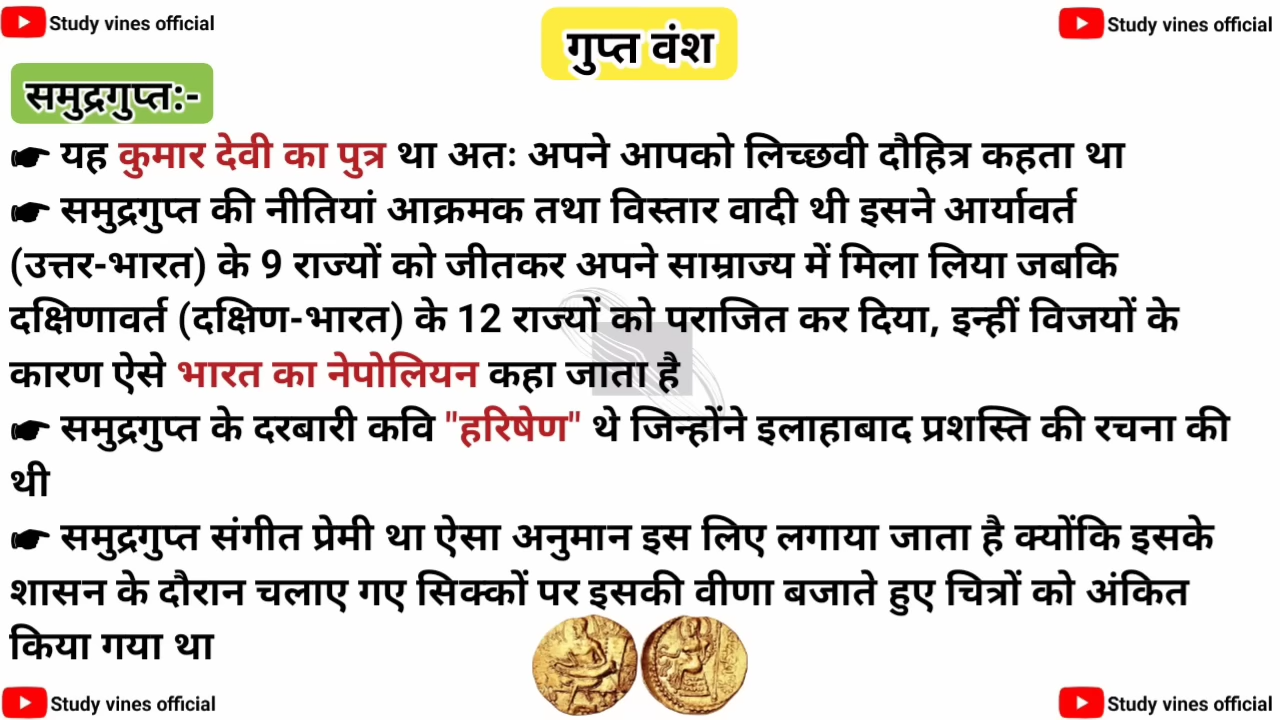 Study vines official
Study vines official
गुप्त वंश
समुद्रगुप्त:-
☛ यह कुमार देवी का पुत्र था अतः अपने आपको लिच्छवी दौहित्र कहता था
☛ समुद्रगुप्त की नीतियां आक्रमक तथा विस्तार वादी थी इसने आर्यावर्त
(उत्तर-भारत) के 9 राज्यों को जीतकर अपने साम्राज्य में मिला लिया जबकि
दक्षिणावर्त (दक्षिण-भारत) के 12 राज्यों को पराजित कर दिया, इन्हीं विजयों के
कारण ऐसे भारत का नेपोलियन कहा जाता है
☛ समुद्रगुप्त के दरबारी कवि "हरिषेण" थे जिन्होंने इलाहाबाद प्रशस्ति की रचना की
थी
☛ समुद्रगुप्त संगीत प्रेमी था ऐसा अनुमान इस लिए लगाया जाता है क्योंकि इसके
शासन के दौरान चलाए गए सिक्कों पर इसकी वीणा बजाते हुए चित्रों को अंकित
किया गया था
Study vines official
Study vines official